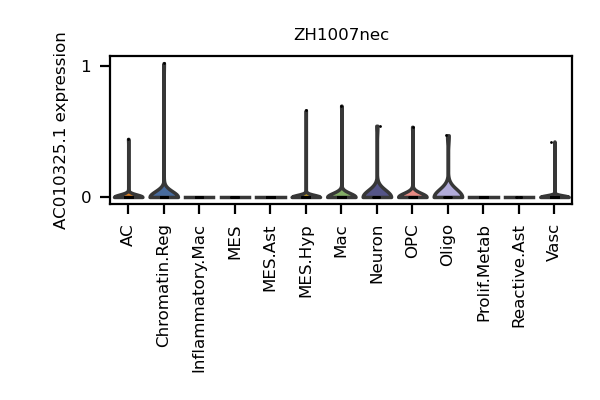 ZH1007nec
AC010325.1 expression
1
0
AC
Chromatin.Reg
Inflammatory.Mac
MES
MES.Ast
MES.Hyp
Mac
Neuron
OPC
Oligo
Prolif.Metab
Reactive.Ast
Vasc